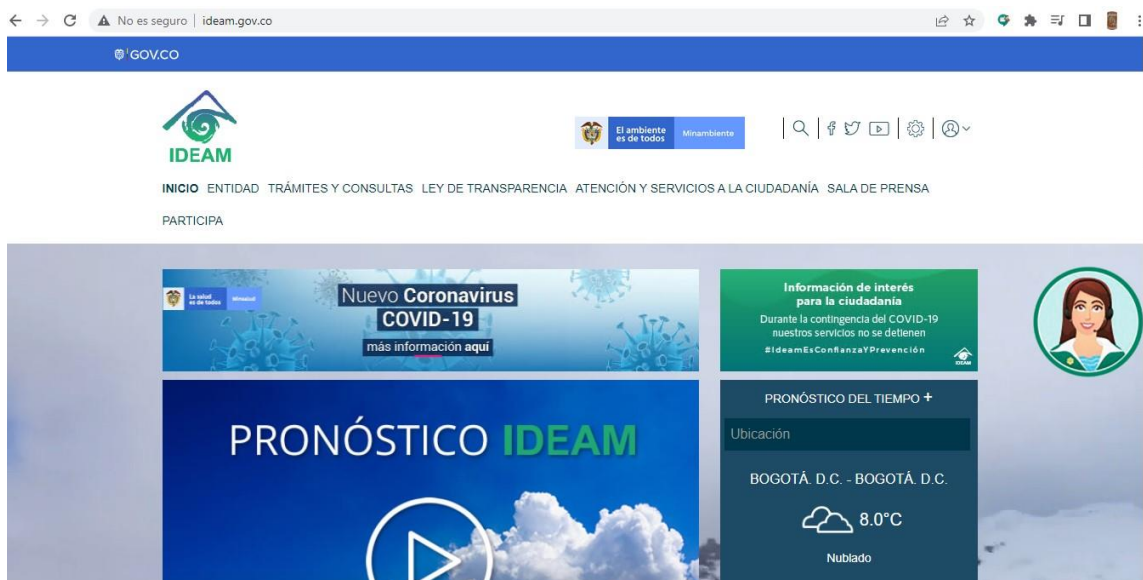 No es seguro | ideam.gov.co
GOV.CO
IDEAM
El ambiente
es de todos
Minambiente
INICIO ENTIDAD TRÁMITES Y CONSULTAS LEY DE TRANSPARENCIA ATENCIÓN Y SERVICIOS A LA CIUDADANÍA SALA DE PRENSA
PARTICIPA
La salud
es de todos
Minsalud
Nuevo Coronavirus
COVID-19
más información aquí
Información de interés
para la ciudadanía
Durante la contingencia del COVID-19
nuestros servicios no se detienen
#IdeamEsConfianzaYPrevención
IDEAM
PRONÓSTICO IDEAM
PRONÓSTICO DEL TIEMPO +
Ubicación
BOGOTÁ. D.C. - BOGOTÁ. D.C.
8.0°C
Nublado